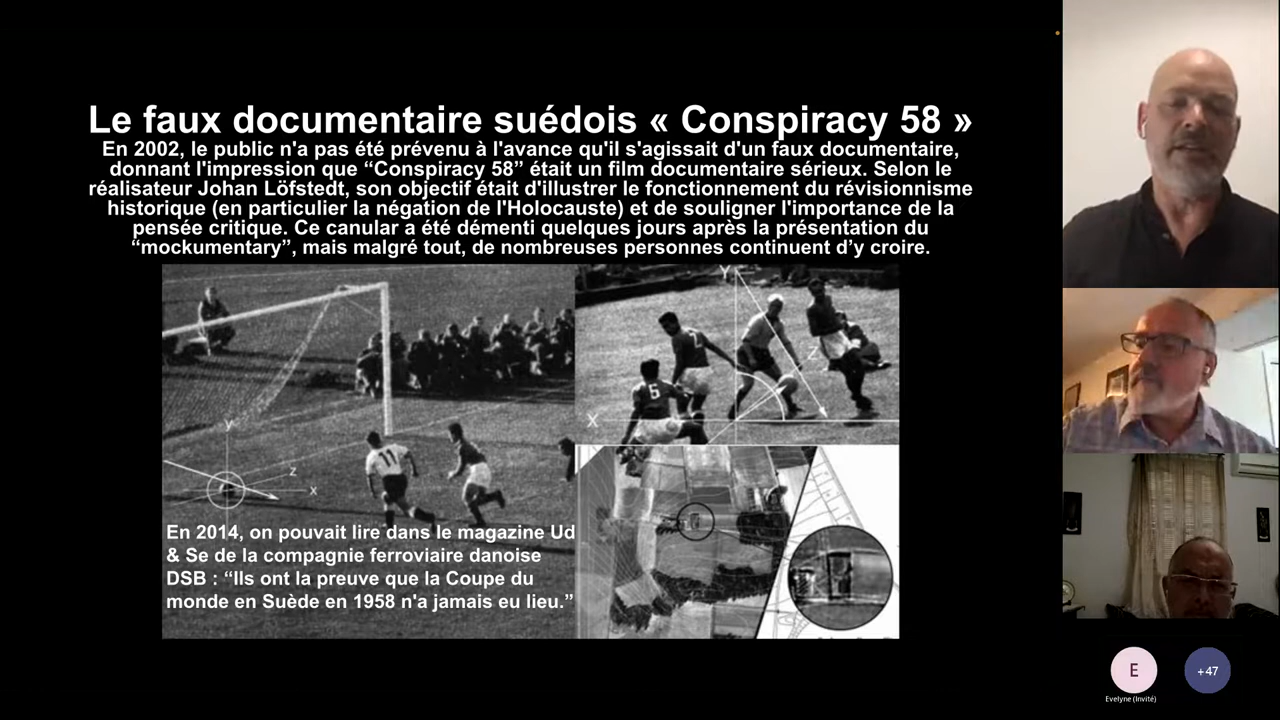 Le faux documentaire suédois « Conspiracy 58 »
En 2002, le public n'a pas été prévenu à l'avance qu'il s'agissait d'un faux documentaire,
donnant l'impression que “Conspiracy 58” était un film documentaire sérieux. Selon le
réalisateur Johan Löfstedt, son objectif était d'illustrer le fonctionnement du révisionnisme
historique (en particulier la négation de l'Holocauste) et de souligner l'importance de la
pensée critique. Ce canular a été démenti quelques jours après la présentation du
“mockumentary”, mais malgré tout, de nombreuses personnes continuent d’y croire.
Y
Z
X
6
11
y
z
x
En 2014, on pouvait lire dans le magazine Ud
& Se de la compagnie ferroviaire danoise
DSB : “Ils ont la preuve que la Coupe du
monde en Suède en 1958 n'a jamais eu lieu.”
E
+47
Evelyne (Invité)